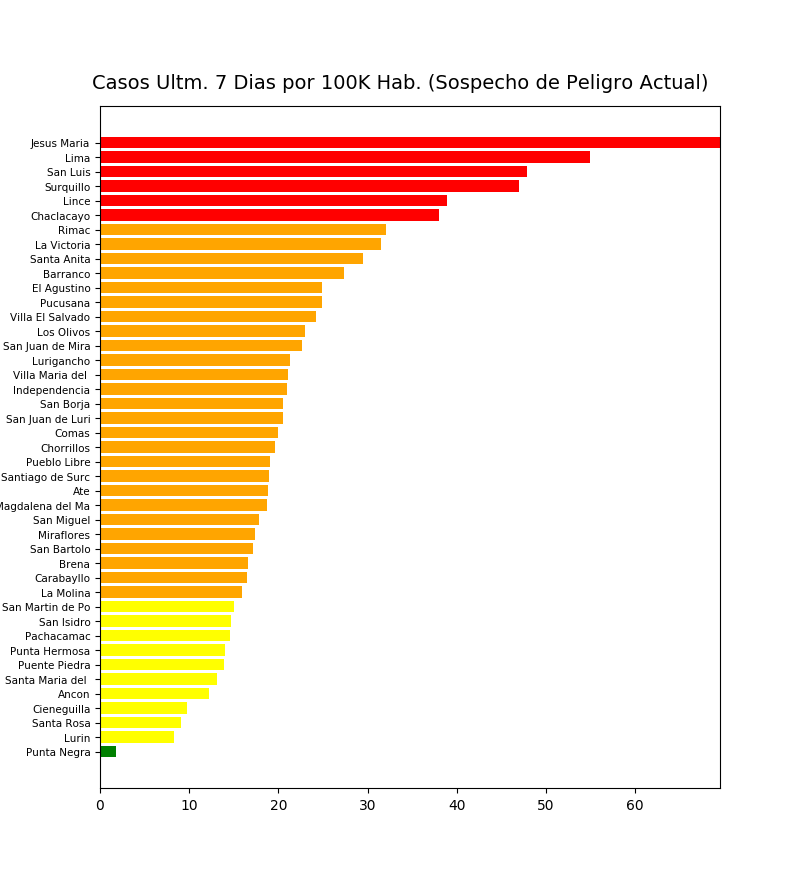 Casos Ultm. 7 Dias por 100K Hab. (Sospecho de Peligro Actual)
Jesus Maria
Lima
San Luis
Surquillo
Lince
Chaclacayo
Rimac
La Victoria
Santa Anita
Barranco
El Agustino
Pucusana
Villa El Salvado
Los Olivos
San Juan de Mira
Lurigancho
Villa Maria del
Independencia
San Borja
San Juan de Luri
Comas
Chorrillos
Pueblo Libre
Santiago de Surc
Ate
Magdalena del Ma
San Miguel
Miraflores
San Bartolo
Brena
Carabayllo
La Molina
San Martin de Po
San Isidro
Pachacamac
Punta Hermosa
Puente Piedra
Santa Maria del
Ancon
Cieneguilla
Santa Rosa
Lurin
Punta Negra
0 10 20 30 40 50 60